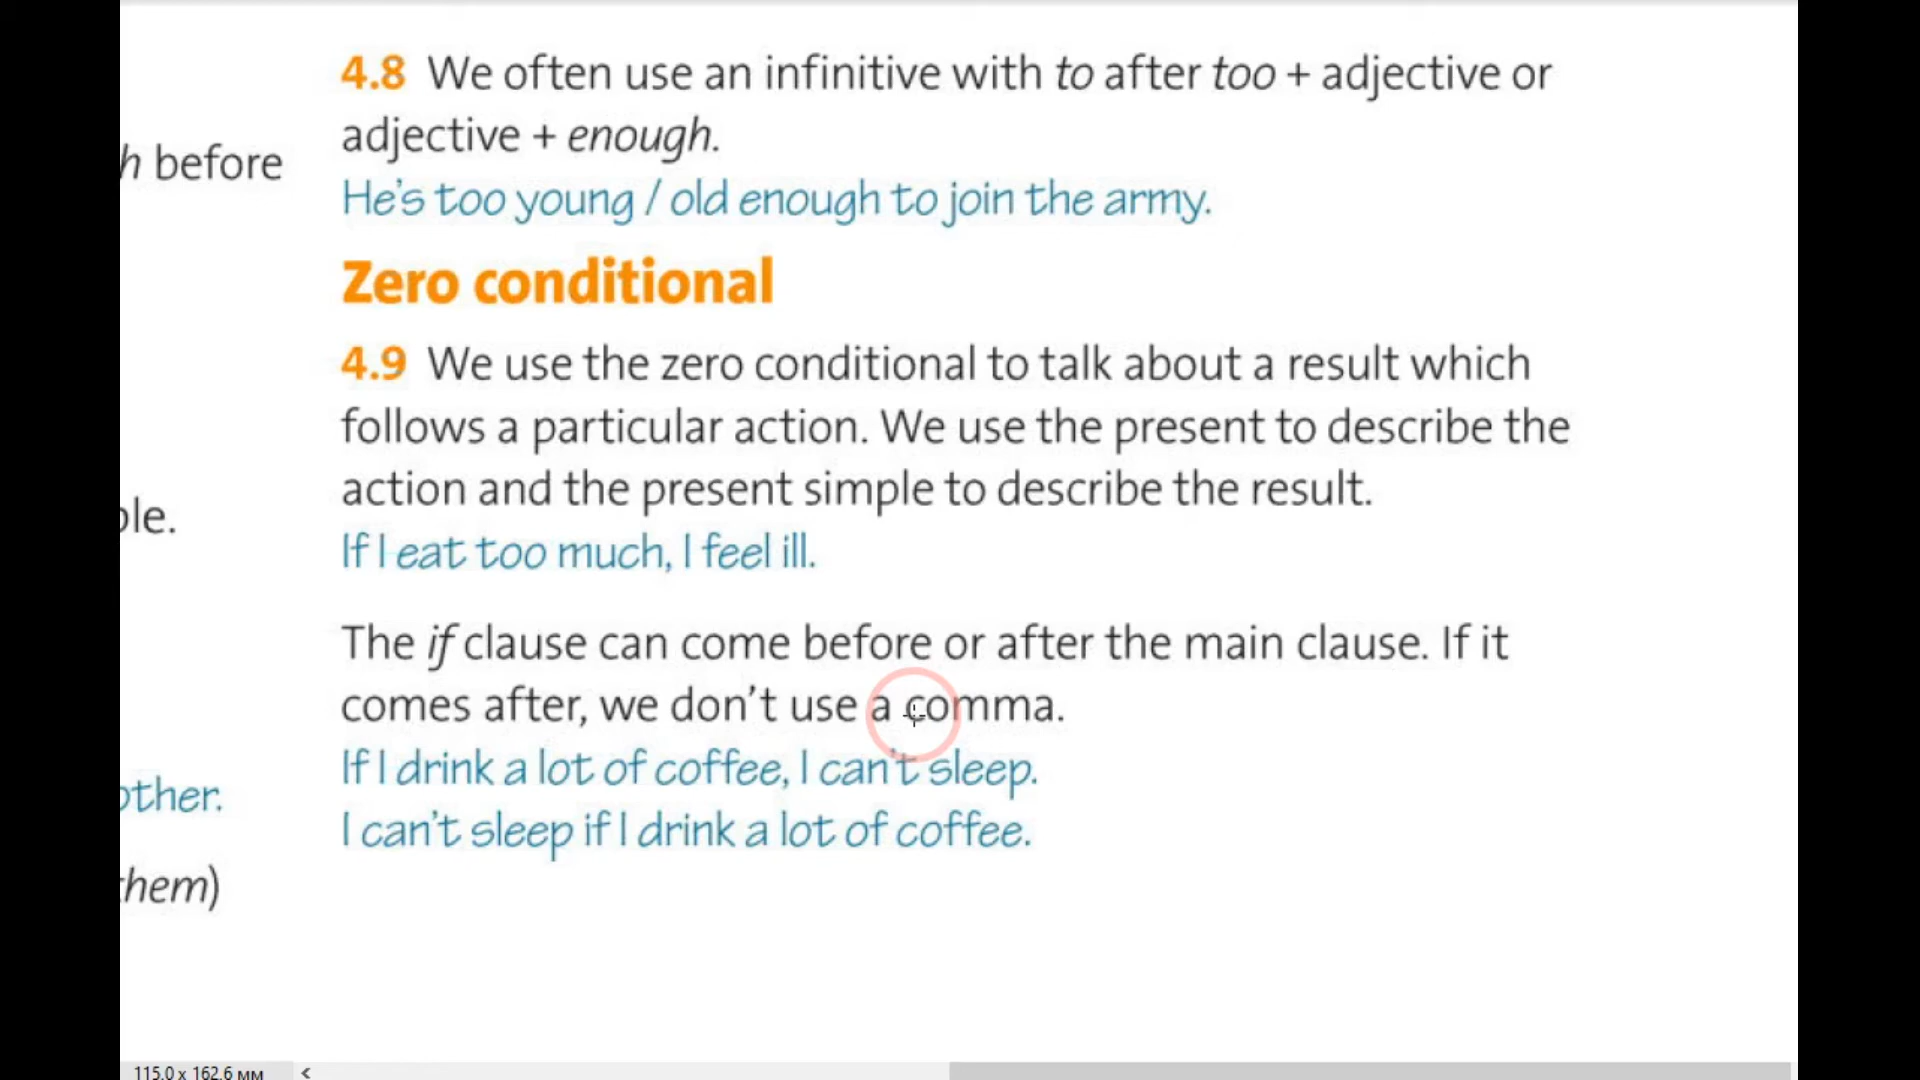 4.8 We often use an infinitive with to after too + adjective or
adjective + enough.
He's too young / old enough to join the army.
Zero conditional
4.9 We use the zero conditional to talk about a result which
follows a particular action. We use the present to describe the
action and the present simple to describe the result.
If I eat too much, I feel ill.
The if clause can come before or after the main clause. If it
comes after, we don't use a comma.
If I drink a lot of coffee, I can't sleep.
I can't sleep if I drink a lot of coffee.
h before
ole.
other.
them)
115.0 x 162.6 мм